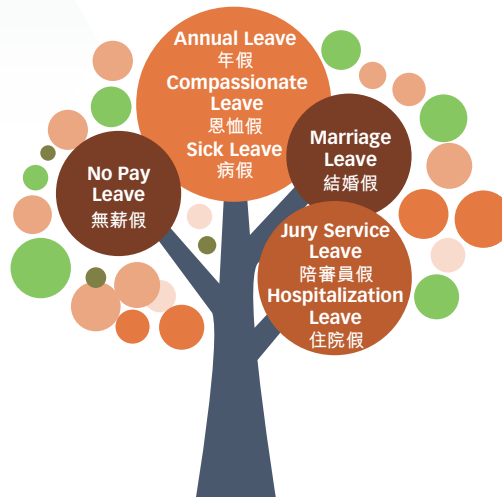 Annual Leave
年假
Compassionate
Leave
恩恤假
Sick Leave
病假
No Pay
Leave
無薪假
Marriage
Leave
結婚假
Jury Service
Leave
陪審員假
Hospitalization
Leave
住院假